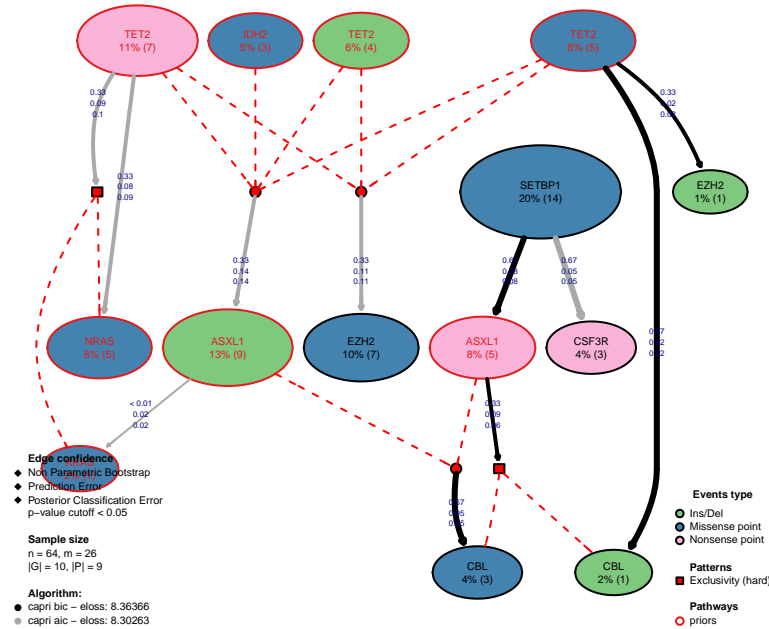 TET2
11% (7)
IDH2
5% (3)
TET2
6% (4)
TET2
8% (5)
0.33
0.09
0.1
0.33
0.02
0.33
0.08
0.09
SETBP1
20% (14)
EZH2
1% (1)
0.33
0.14
0.14
0.33
0.11
0.11
0.67
0.05
0.05
NRAS
8% (5)
ASXL1
13% (9)
EZH2
10% (7)
ASXL1
8% (5)
CSF3R
4% (3)
< 0.01
0.02
0.02
0.33
0.09
Edge confidence
Non Parametric Bootstrap
Prediction Error
Posterior Classification Error
p−value cutoff < 0.05
Sample size
n = 64, m = 26
|G| = 10, |P| = 9
Algorithm:
capri bic − eloss: 8.36366
capri aic − eloss: 8.30263
CBL
4% (3)
CBL
2% (1)
Events type
Ins/Del
Missense point
Nonsense point
Patterns
Exclusivity (hard)
Pathways
priors